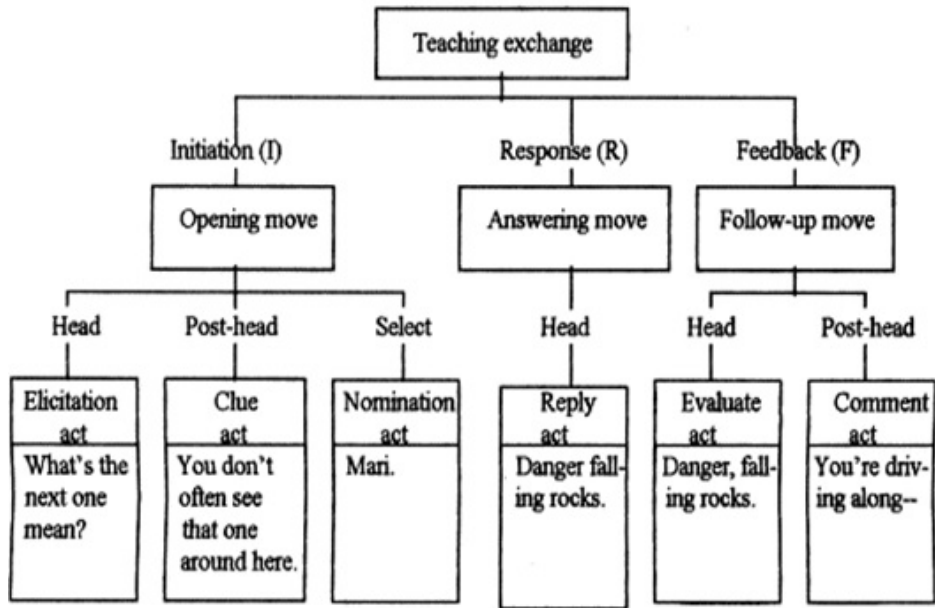 Teaching exchange
Initiation (I)
Response (R)
Feedback (F)
Opening move
Answering move
Follow-up move
Head
Post-head
Select
Head
Head
Post-head
Elicitation
act
Clue
act
Nomination
act
Reply
act
Evaluate
act
Comment
act
What's the
next one
mean?
You don't
often see
that one
around here.
Mari.
Danger fall-
ing rocks.
Danger, fall-
ing rocks.
You're driv-
ing along--